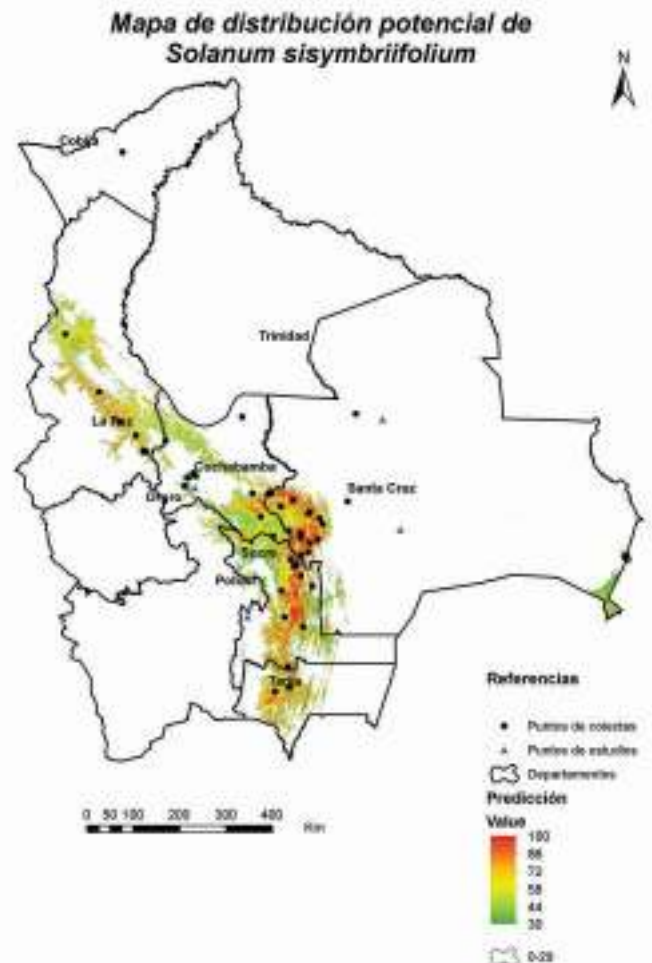 Mapa de distribución potencial de
Solanum sisymbriifolium
N
Cobija
Trinidad
La Paz
Cochabamba
Oruro
Santa Cruz
Sucre
Potosí
Tarija
Referencias
Puntos de colectas
Puntos de estudios
Departamentos
Predicción
Value
100
86
72
58
44
30
0-29
0 50 100 200 300 400
Km